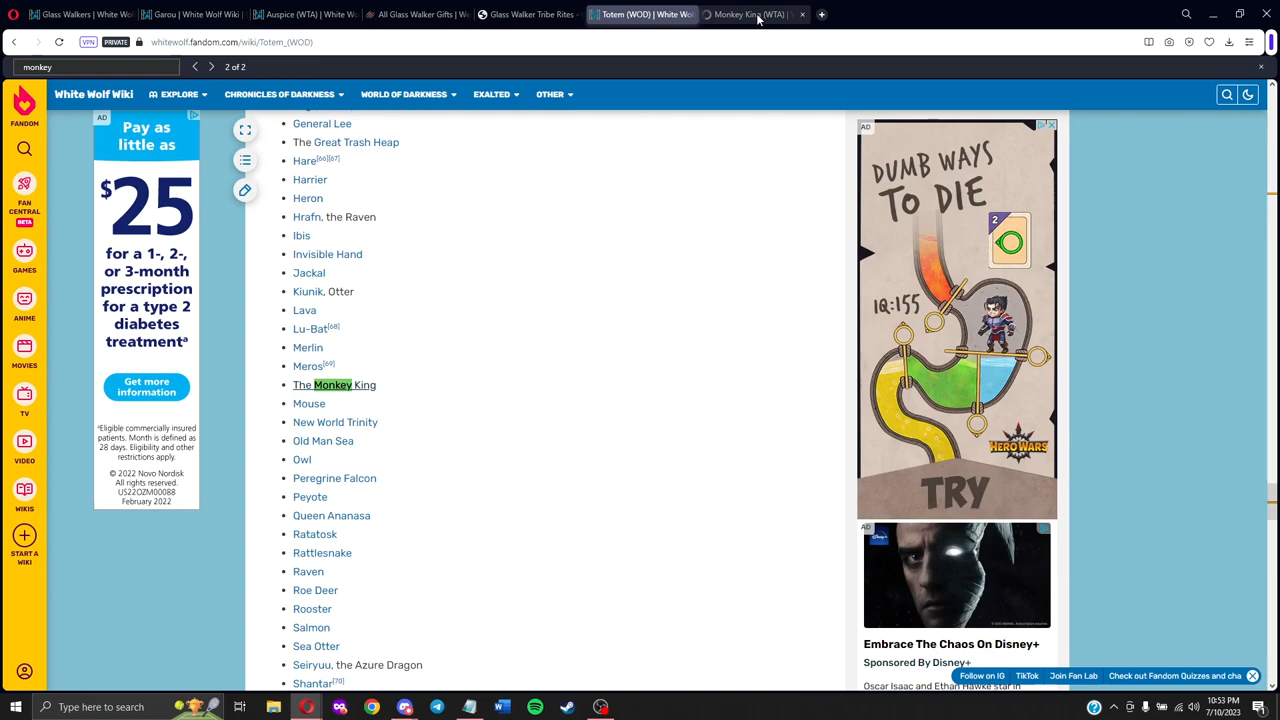 Glass Walkers | White Wolf
Garou | White Wolf Wiki |
Auspice (WTA) | White Wo
All Glass Walker Gifts | We
Glass Walkers Tribe Rites -
Totem (WOD) | White Wol
Monkey King (WTA) |
VPN PRIVATE whitewolf.fandom.com/wiki/Totem_(WOD)
monkey 2 of 2
White Wolf Wiki EXPLORE CHRONICLES OF DARKNESS WORLD OF DARKNESS EXALTED OTHER
FANDOM
FAN
CENTRAL
BETA
GAMES
ANIME
MOVIES
TV
VIDEO
WIKIS
START A
WIKI
AD
Pay as
little as
$25
for a 1-, 2-,
or 3-month
prescription
for a type 2
diabetes
treatmentª
Get more
information
ªEligible commercially insured
patients. Month is defined as
28 days. Eligibility and other
restrictions apply.
© 2022 Novo Nordisk
All rights reserved.
US22OZM00088
February 2022
General Lee
The Great Trash Heap
Hare[66][67]
Harrier
Heron
Hrafn, the Raven
Ibis
Invisible Hand
Jackal
Kiunik, Otter
Lava
Lu-Bat[68]
Merlin
Meros[69]
The Monkey King
Mouse
New World Trinity
Old Man Sea
Owl
Peregrine Falcon
Peyote
Queen Ananasa
Ratatosk
Rattlesnake
Raven
Roe Deer
Rooster
Salmon
Sea Otter
Seiryuu, the Azure Dragon
Shantar[70]
AD
DUMB WAYS
TO DIE
2
IQ:155
HERO WARS
TRY
AD
Disney+
Embrace The Chaos On Disney+
Sponsored By Disney+
Oscar Isaac and Ethan Hawke star in
Follow on IG TikTok Join Fan Lab Check out Fandom Quizzes and cha
Type here to search
10:53 PM
7/10/2023